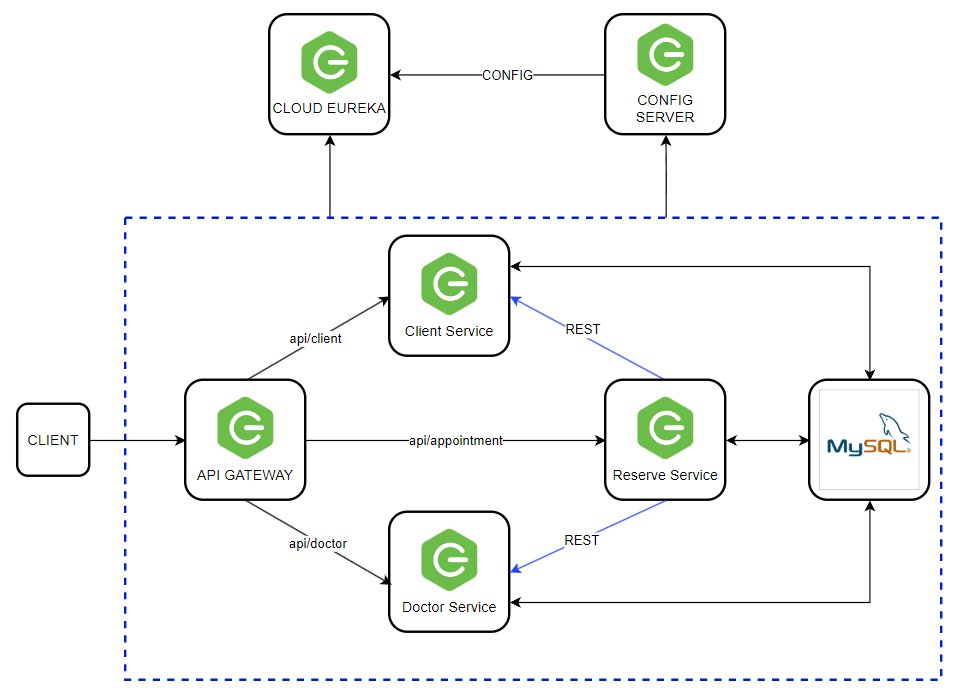 CLOUD EUREKA
CONFIG
CONFIG
SERVER
Client Service
api/client
REST
CLIENT
API GATEWAY
api/appointment
Reserve Service
MySQL®
api/doctor
REST
Doctor Service